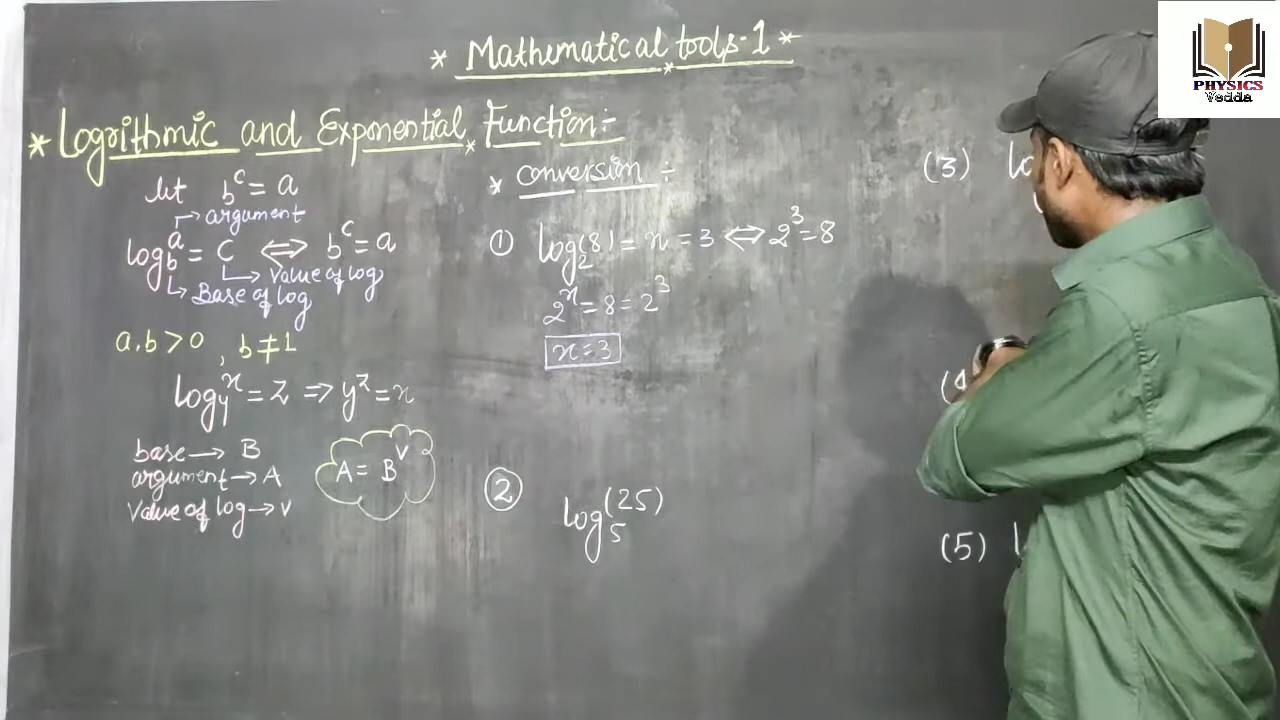 * Mathematical tools-1 *
* Logrithmic and Exponential Function:-
let b^c = a
argument
log_b^a = C ⇔ b^c = a
Value of log
Base of log
a,b > 0 , b ≠ 1
log_y^x = z ⇒ y^z = x
base → B
argument → A
Value of log → V
A = B^V
* conversion :
① log_2(8) = x = 3 ⇔ 2^3 = 8
2^x = 8 = 2^3
x = 3
② log_5(25)
(3)
(5)
PHYSICS
Vedda